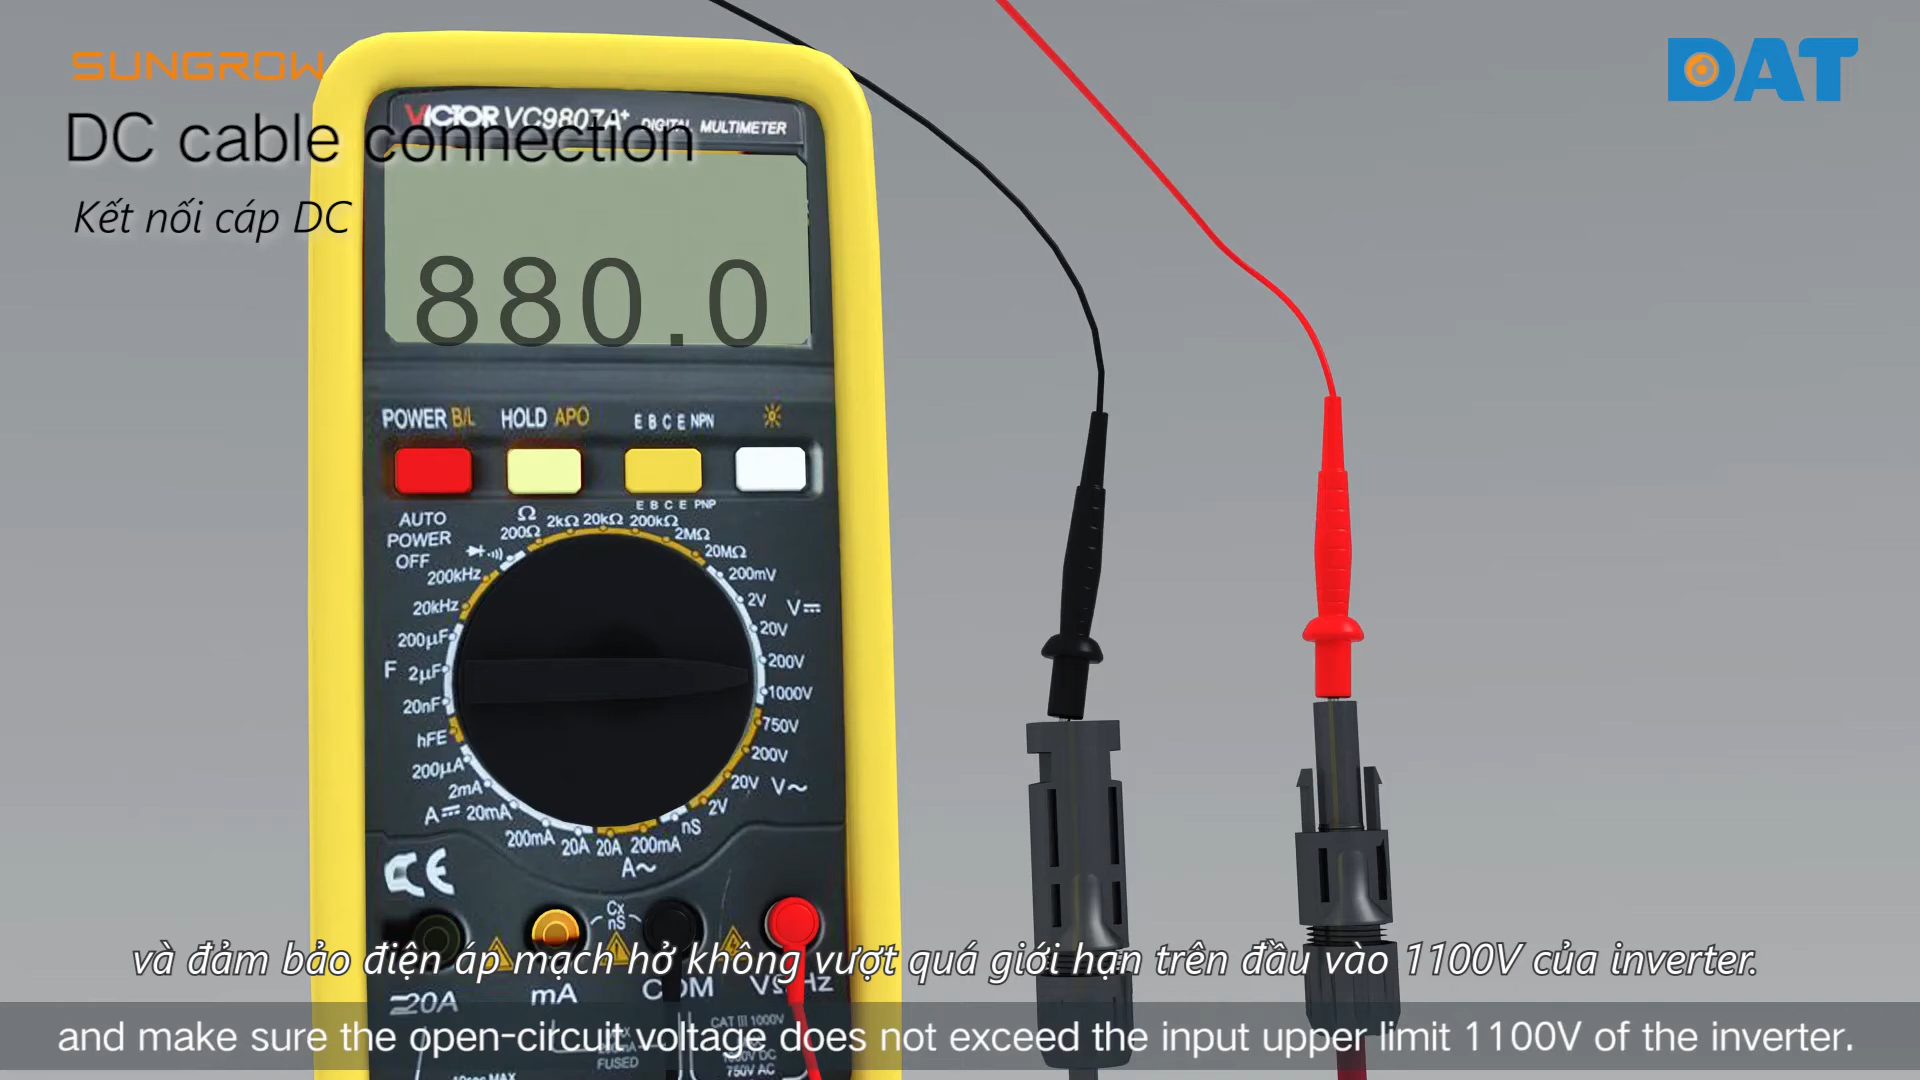 SUNGROW
DAT
DC cable connection
Kết nối cáp DC
VICTOR VC9807A+ DIGITAL MULTIMETER
880.0
POWER B/L HOLD APO E B C E NPN
E B C E PNP
AUTO
POWER
OFF
Ω
200Ω 2kΩ 20kΩ 200kΩ 2MΩ 20MΩ
200mV
2V
V
20V
200V
1000V
750V
200V
20V
V~
2V
nS
200mA
A~
20A
20A
200mA
20mA
A
2mA
200µA
hFE
20nF
F 2µF
200µF
20kHz
200kHz
CE
Cx
nS
và đảm bảo điện áp mạch hở không vượt quá giới hạn trên đầu vào 1100V của inverter.
20A mA COM VΩHz
and make sure the open-circuit voltage does not exceed the input upper limit 1100V of the inverter.
CAT III 1000V
FUSED
750V AC
MAX